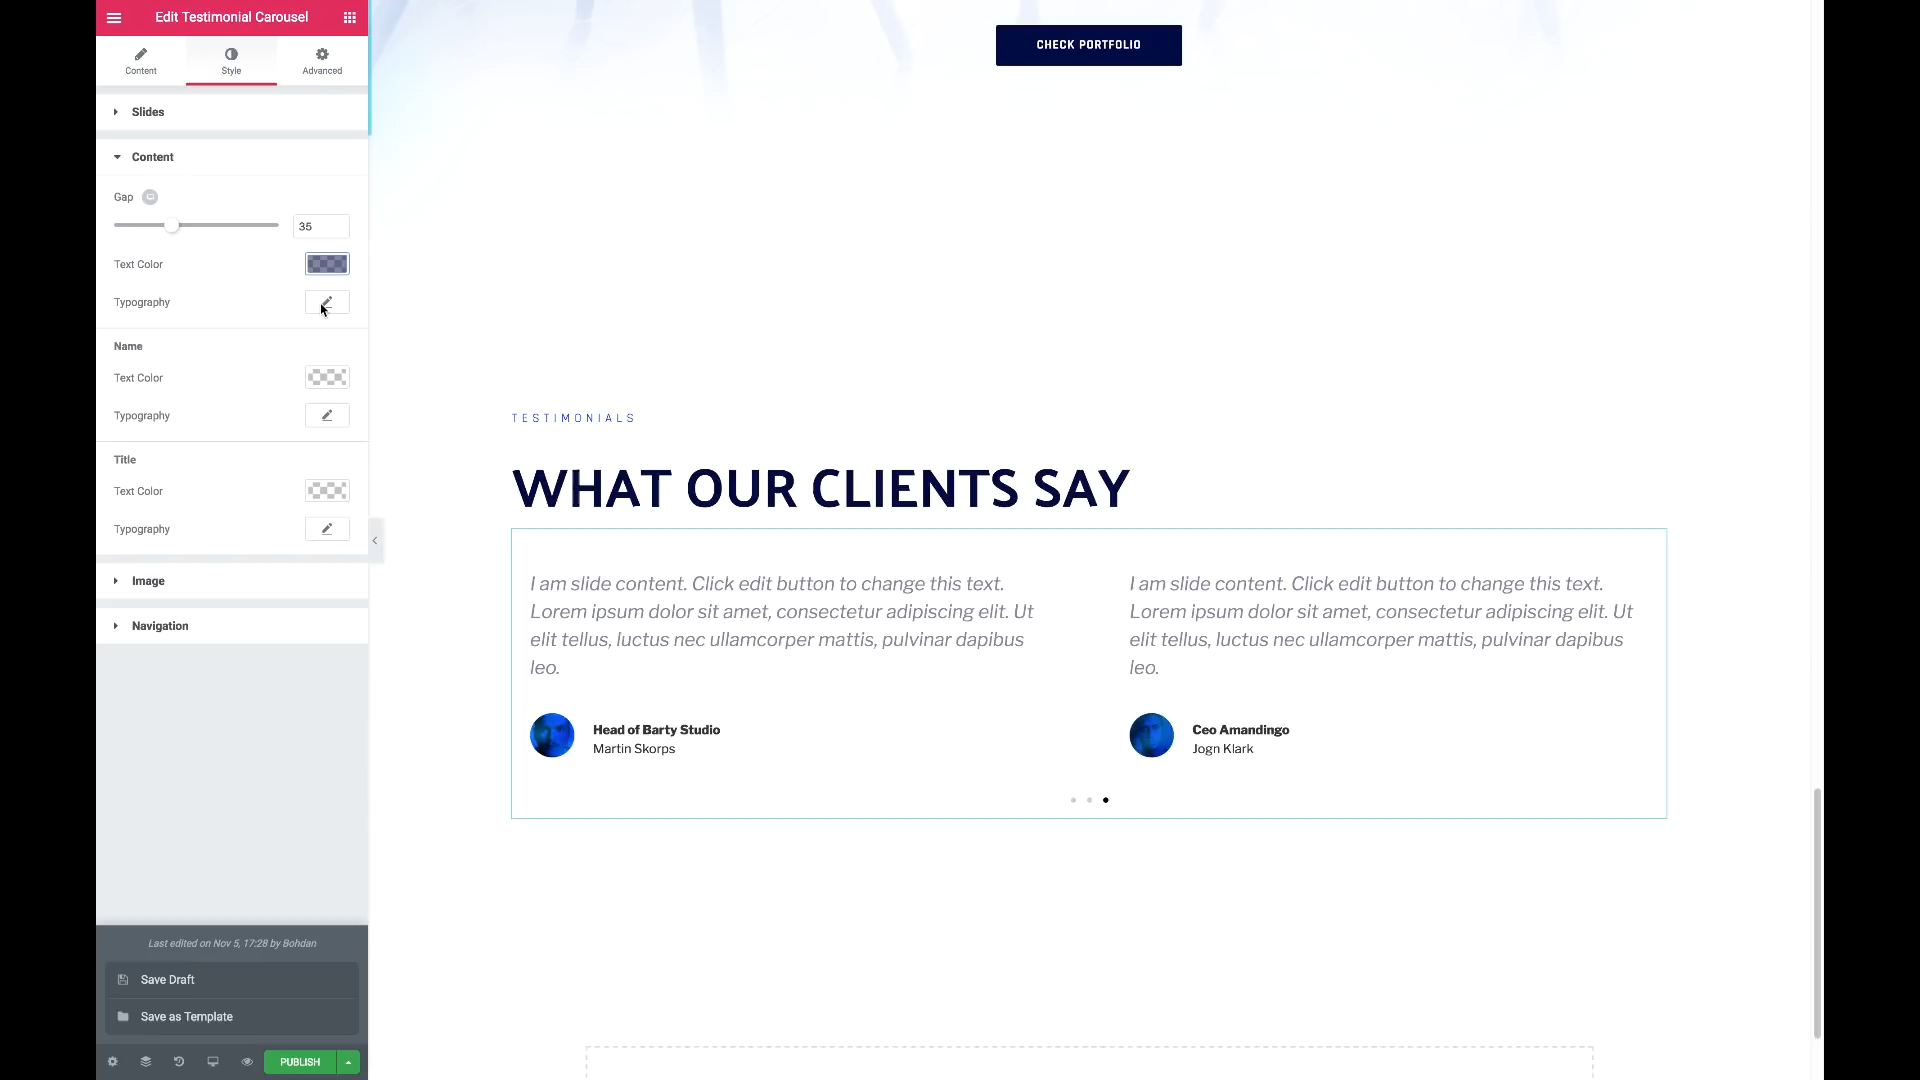 Edit Testimonial Carousel
Content
Style
Advanced
Slides
Content
Gap
35
Text Color
Typography
Name
Text Color
Typography
Title
Text Color
Typography
Image
Navigation
Last edited on Nov 5, 17:28 by Bohdan
Save Draft
Save as Template
PUBLISH
CHECK PORTFOLIO
TESTIMONIALS
WHAT OUR CLIENTS SAY
I am slide content. Click edit button to change this text.
Lorem ipsum dolor sit amet, consectetur adipiscing elit. Ut
elit tellus, luctus nec ullamcorper mattis, pulvinar dapibus
leo.
Head of Barty Studio
Martin Skorps
I am slide content. Click edit button to change this text.
Lorem ipsum dolor sit amet, consectetur adipiscing elit. Ut
elit tellus, luctus nec ullamcorper mattis, pulvinar dapibus
leo.
Ceo Amandingo
Jogn Klark